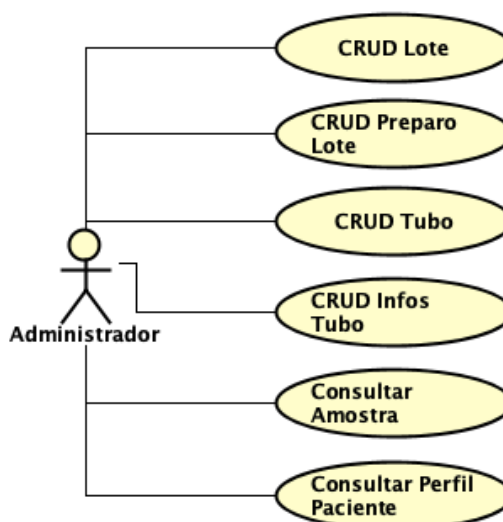 CRUD Lote
CRUD Preparo
Lote
CRUD Tubo
CRUD Infos
Tubo
Administrador
Consultar
Amostra
Consultar Perfil
Paciente